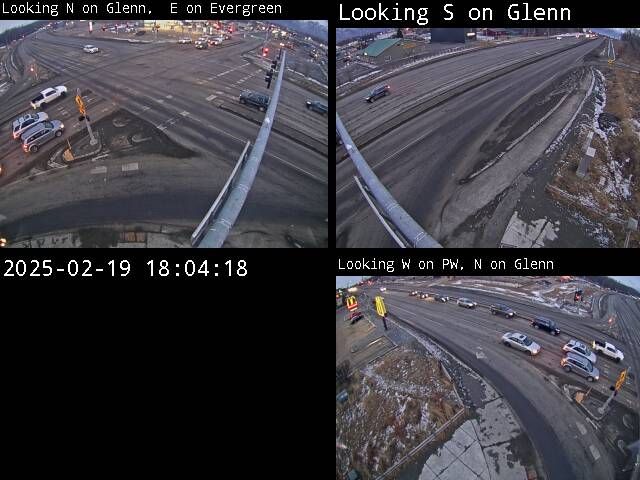 Looking N on Glenn,  E on Evergreen
Looking S on Glenn
2025-02-19 18:04:18
Looking W on PW, N on Glenn